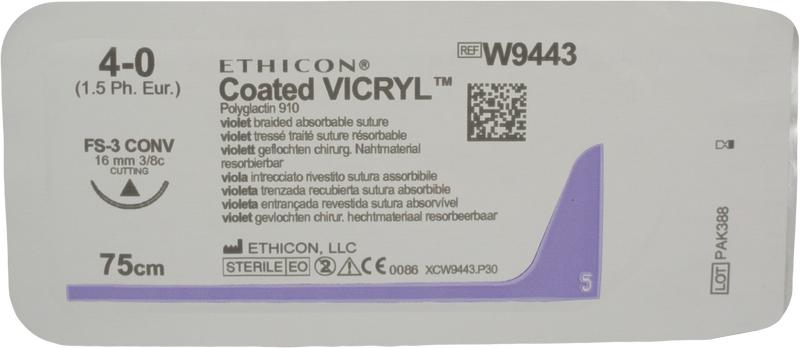 4-0
(1.5 Ph. Eur.)
FS-3 CONV
16 mm 3/8c
CUTTING
75cm
ETHICON®
Coated VICRYL™
Polyglactin 910
violet braided absorbable suture
violet tressé traité suture résorbable
violett geflochten chirurg. Nahtmaterial
resorbierbar
viola intrecciato rivestito sutura assorbibile
violeta trenzada recubierta sutura absorbible
violeta entrançada revestida sutura absorvível
violet gevlochten chirur. hechtmateriaal resorbeerbaar
ETHICON, LLC
STERILE EO 2 CE 0086 XCW9443.P30
REF W9443
5
LOT PAK388